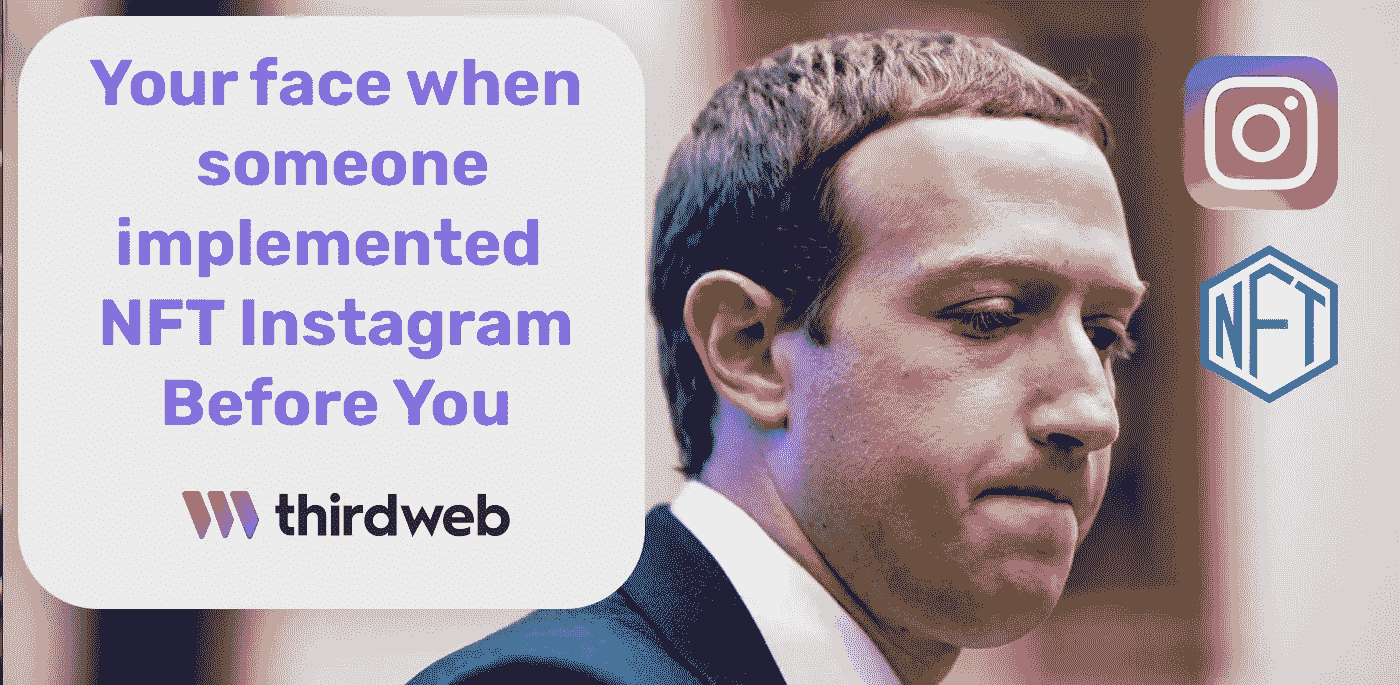 Your face when
someone
implemented
NFT Instagram
Before You
thirdweb
NFT